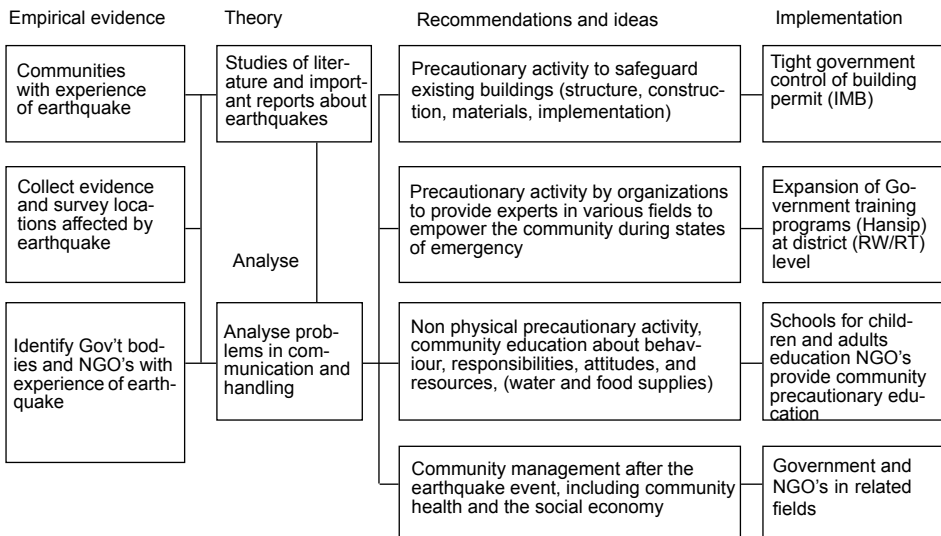 Empirical evidence
Theory
Recommendations and ideas
Implementation
Communities
with experience
of earthquake
Studies of liter-
ature and import-
ant reports about
earthquakes
Precautionary activity to safeguard
existing buildings (structure, construc-
tion, materials, implementation)
Tight government
control of building
permit (IMB)
Collect evidence
and survey loca-
tions affected by
earthquake
Precautionary activity by organizations
to provide experts in various fields to
empower the community during states
of emergency
Expansion of Go-
vernment training
programs (Hansip)
at district (RW/RT)
level
Analyse
Identify Gov't bod-
ies and NGO's with
experience of earth-
quake
Analyse prob-
lems in com-
munication and
handling
Non physical precautionary activity,
community education about behav-
iour, responsibilities, attitudes, and
resources, (water and food supplies)
Schools for child-
ren and adults
education NGO's
provide community
precautionary edu-
cation
Community management after the
earthquake event, including community
health and the social economy
Government and
NGO's in related
fields